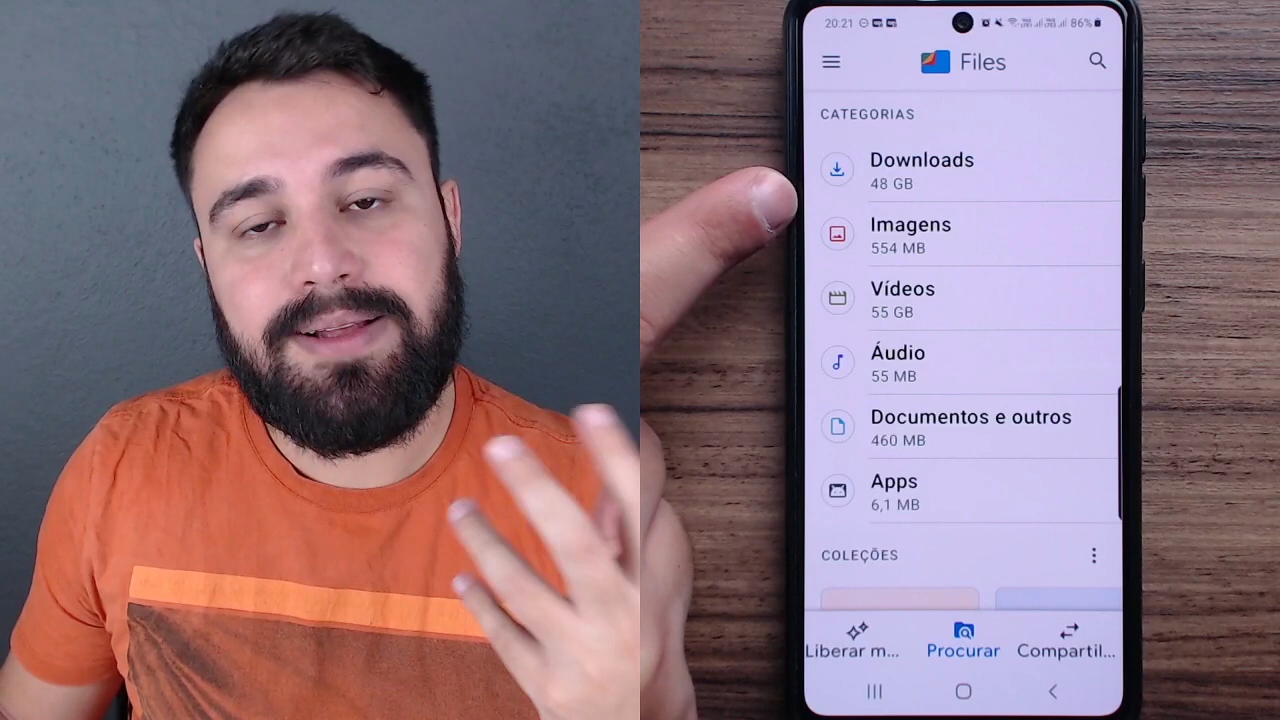 20:21
86%
Files
CATEGORIAS
Downloads
48 GB
Imagens
554 MB
Vídeos
55 GB
Áudio
55 MB
Documentos e outros
460 MB
Apps
6,1 MB
COLEÇÕES
Liberar m...
Procurar
Compartil...